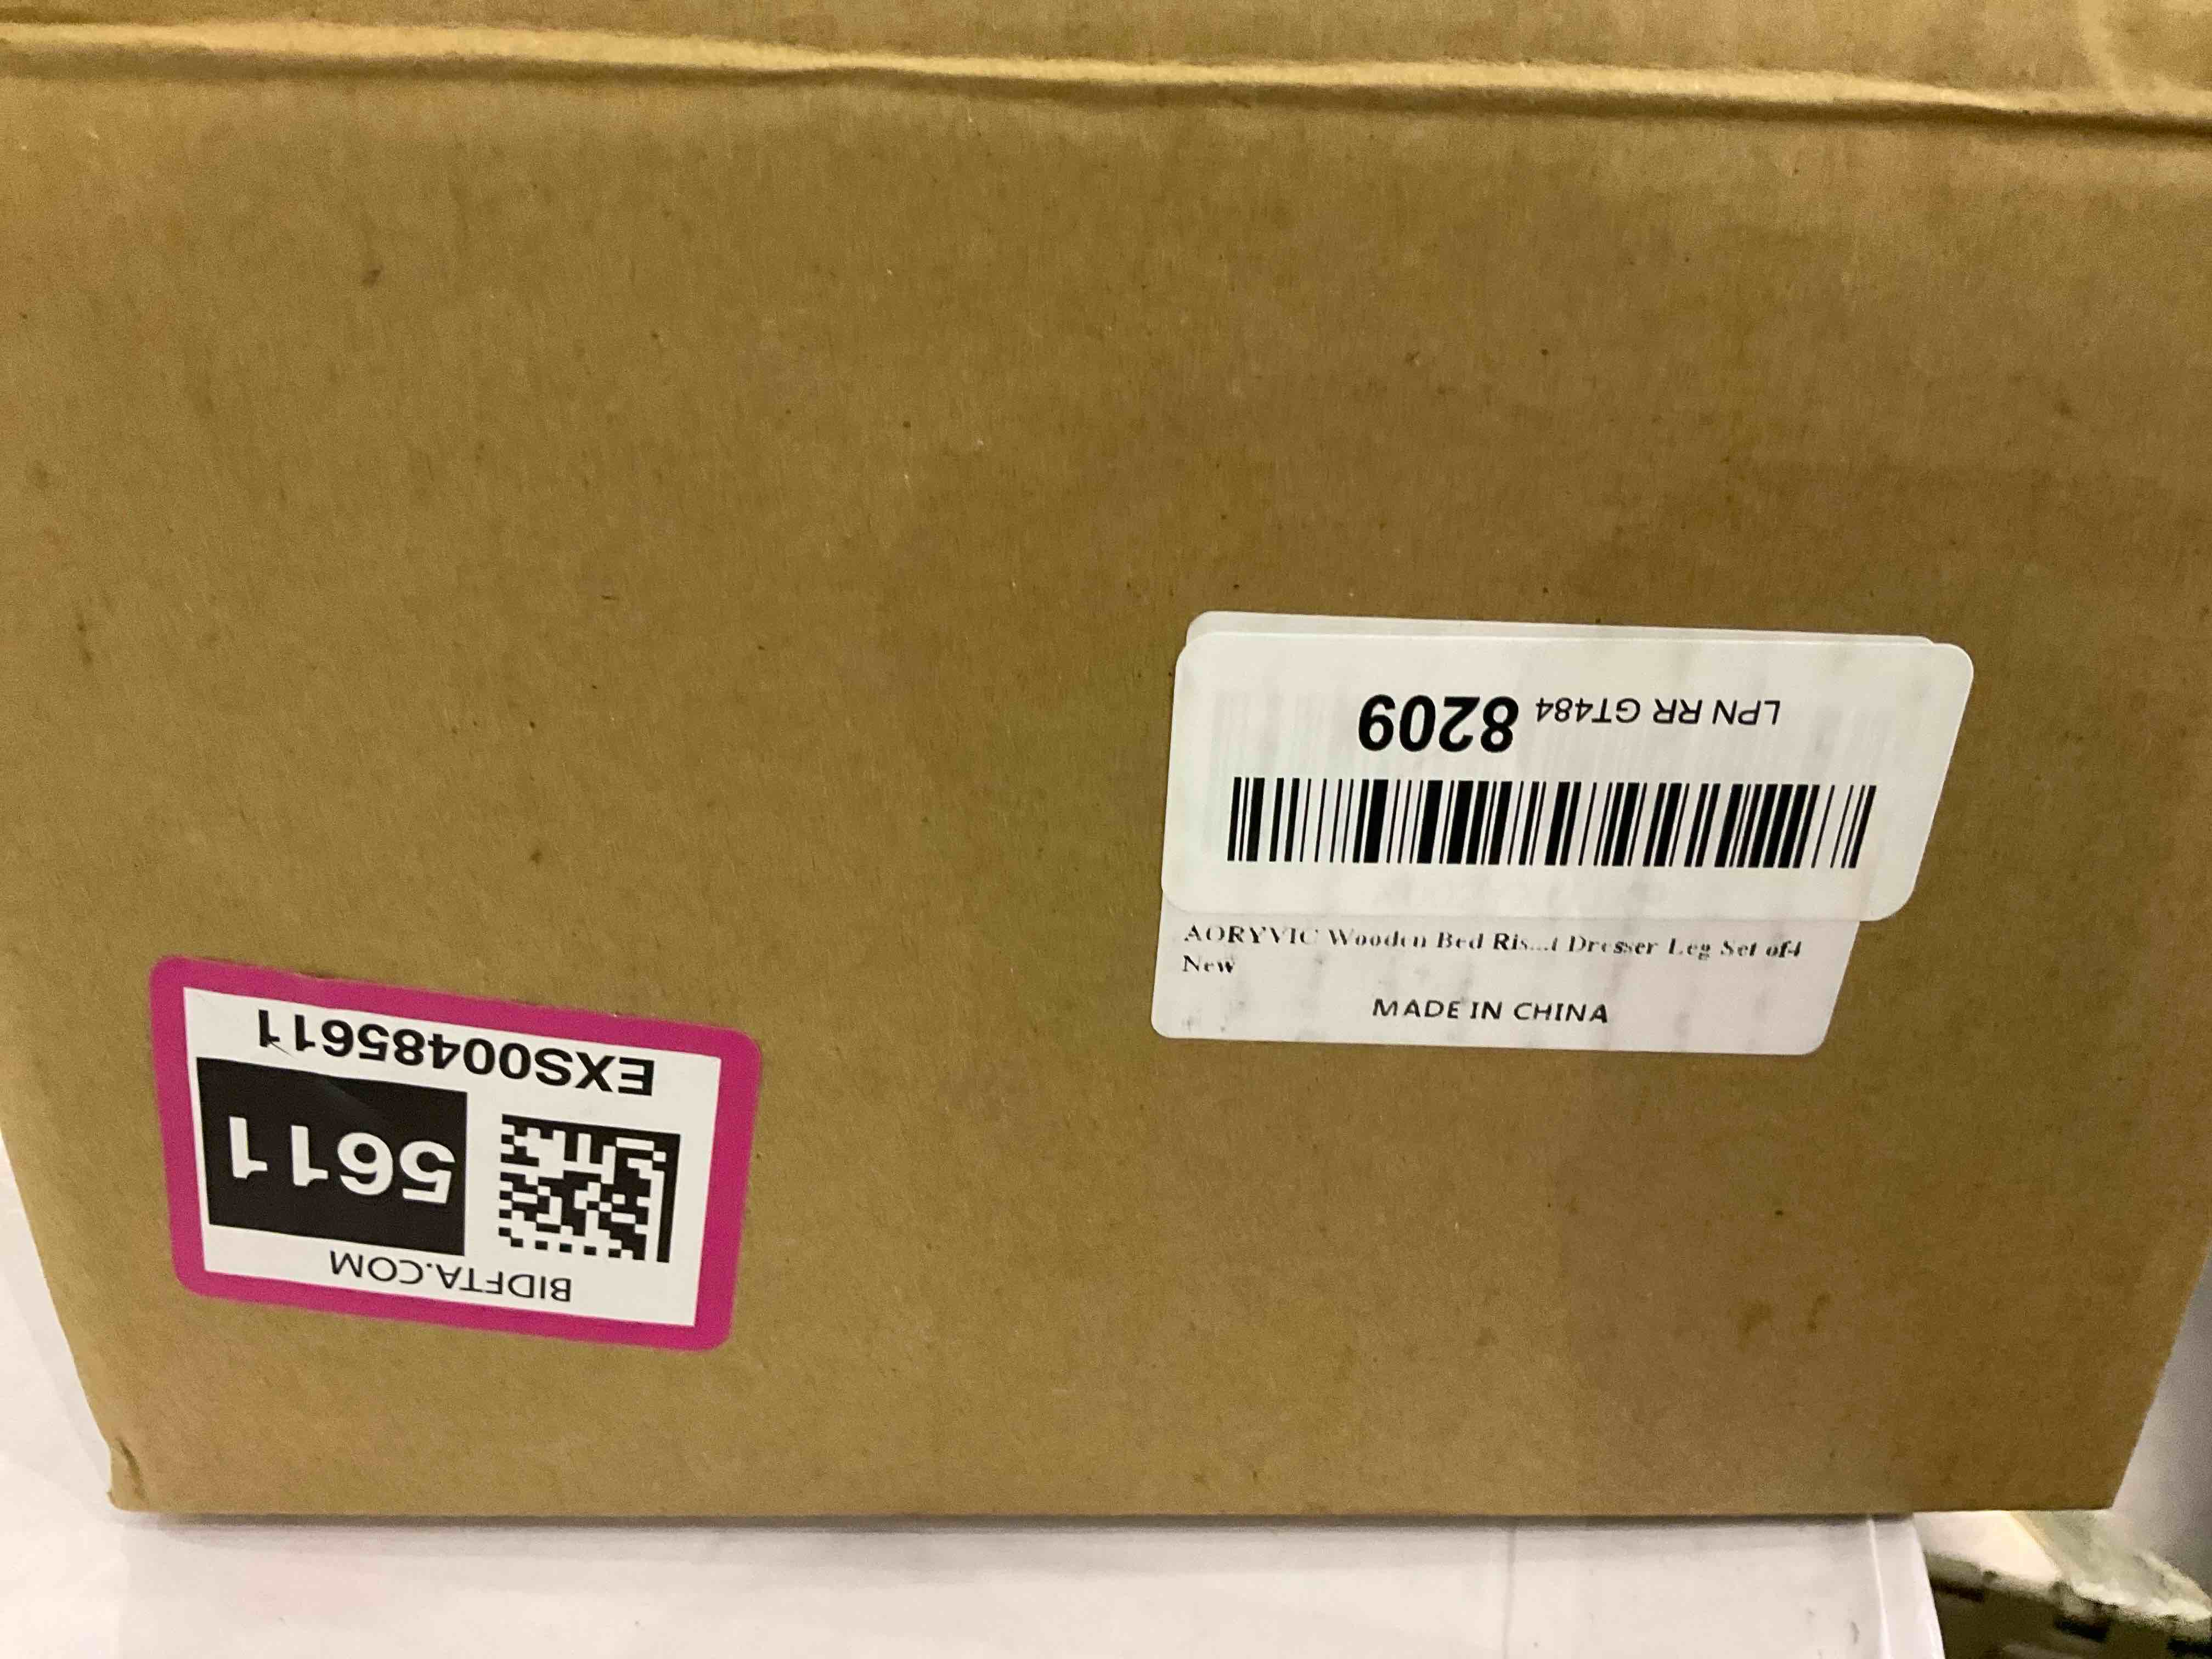 LPN RR GT484 8209
AORYVIC Wooden Bed Ris...t Dresser Leg Set of4
New
MADE IN CHINA
BIDFTA.COM
5611
EXS00485611